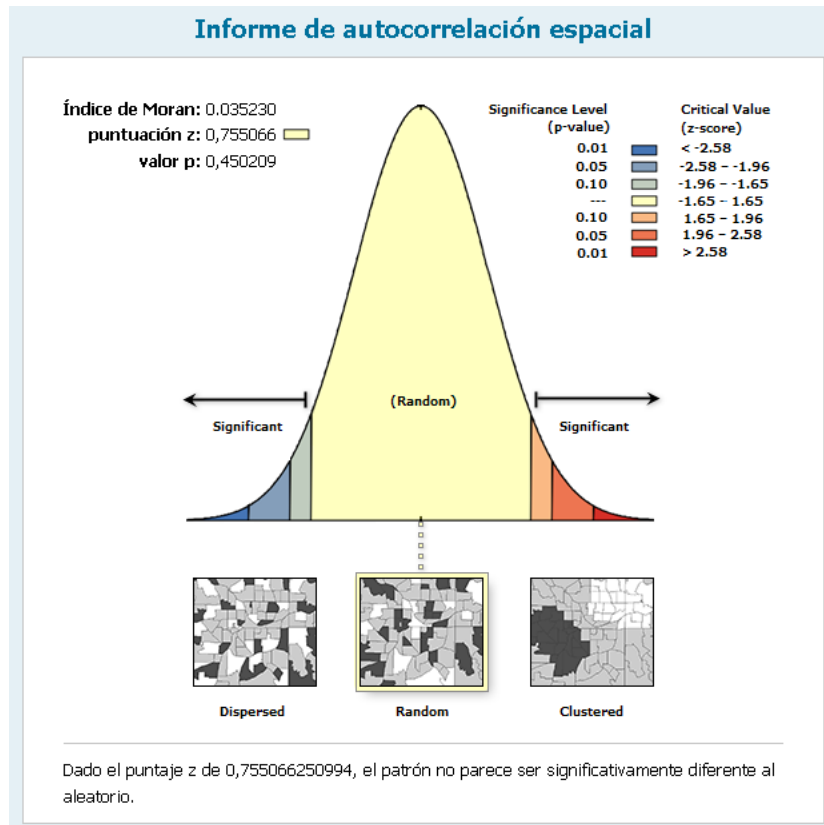 Informe de autocorrelación espacial
Índice de Moran: 0.035230
puntuación z: 0,755066
valor p: 0,450209
Significance Level
(p-value)
Critical Value
(z-score)
0.01 < -2.58
0.05 -2.58 - -1.96
0.10 -1.96 - -1.65
--- -1.65 - 1.65
0.10 1.65 - 1.96
0.05 1.96 - 2.58
0.01 > 2.58
(Random)
Significant
Significant
Dispersed
Random
Clustered
Dado el puntaje z de 0,755066250994, el patrón no parece ser significativamente diferente al
aleatorio.